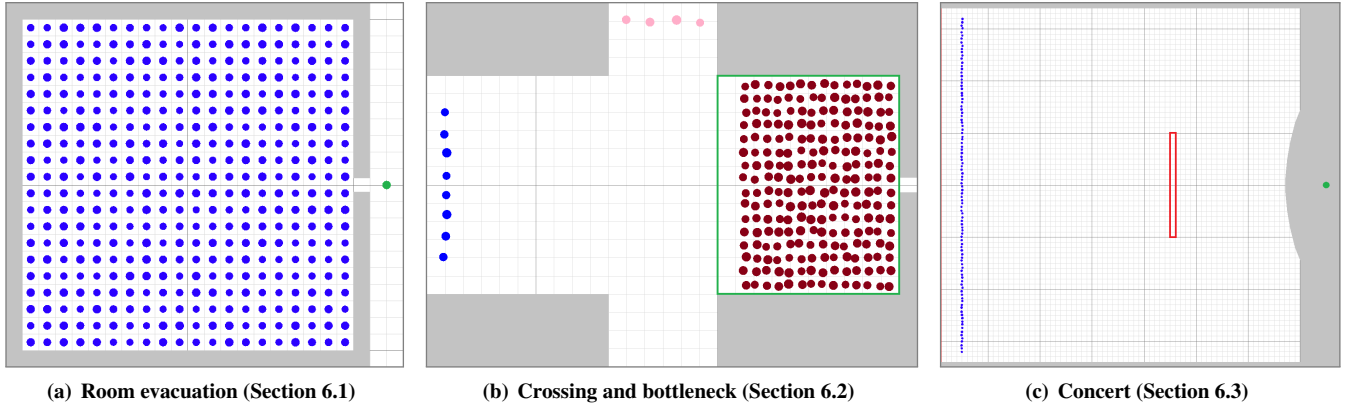 (a) Room evacuation (Section 6.1)
(b) Crossing and bottleneck (Section 6.2)
(c) Concert (Section 6.3)